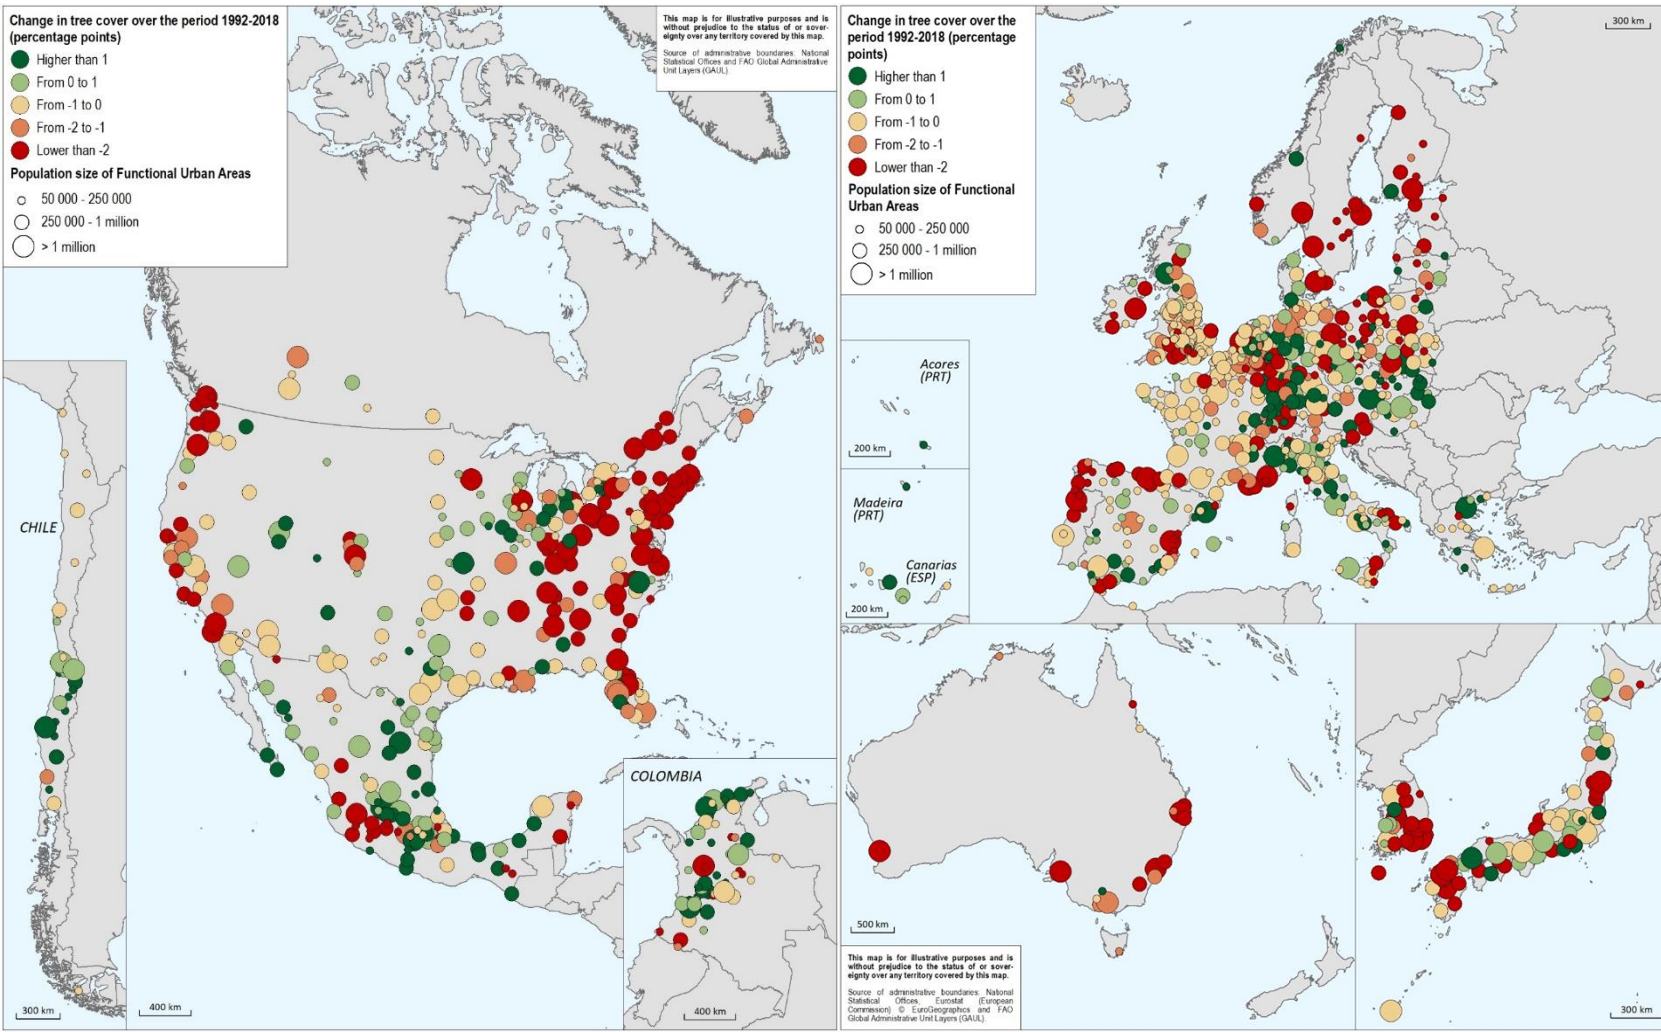 Change in tree cover over the period 1992-2018
(percentage points)
Higher than 1
From 0 to 1
From -1 to 0
From -2 to -1
Lower than -2
Population size of Functional Urban Areas
50 000 - 250 000
250 000 - 1 million
> 1 million
This map is for illustrative purposes and is
without prejudice to the status of or sover-
eignty over any territory covered by this map.
Source of administrative boundaries: National
Statistical Offices and FAO Global Administrative
Unit Layers (GAUL).
CHILE
300 km
400 km
COLOMBIA
400 km
Change in tree cover over the
period 1992-2018 (percentage
points)
Higher than 1
From 0 to 1
From -1 to 0
From -2 to -1
Lower than -2
Population size of Functional
Urban Areas
50 000 - 250 000
250 000 - 1 million
> 1 million
300 km
Acores
(PRT)
200 km
Madeira
(PRT)
Canarias
(ESP)
200 km
500 km
This map is for illustrative purposes and is
without prejudice to the status of or sover-
eignty over any territory covered by this map.
Source of administrative boundaries: National
Statistical Offices, Eurostat (European
Commission) © EuroGeographics and FAO
Global Administrative Unit Layers (GAUL).
300 km